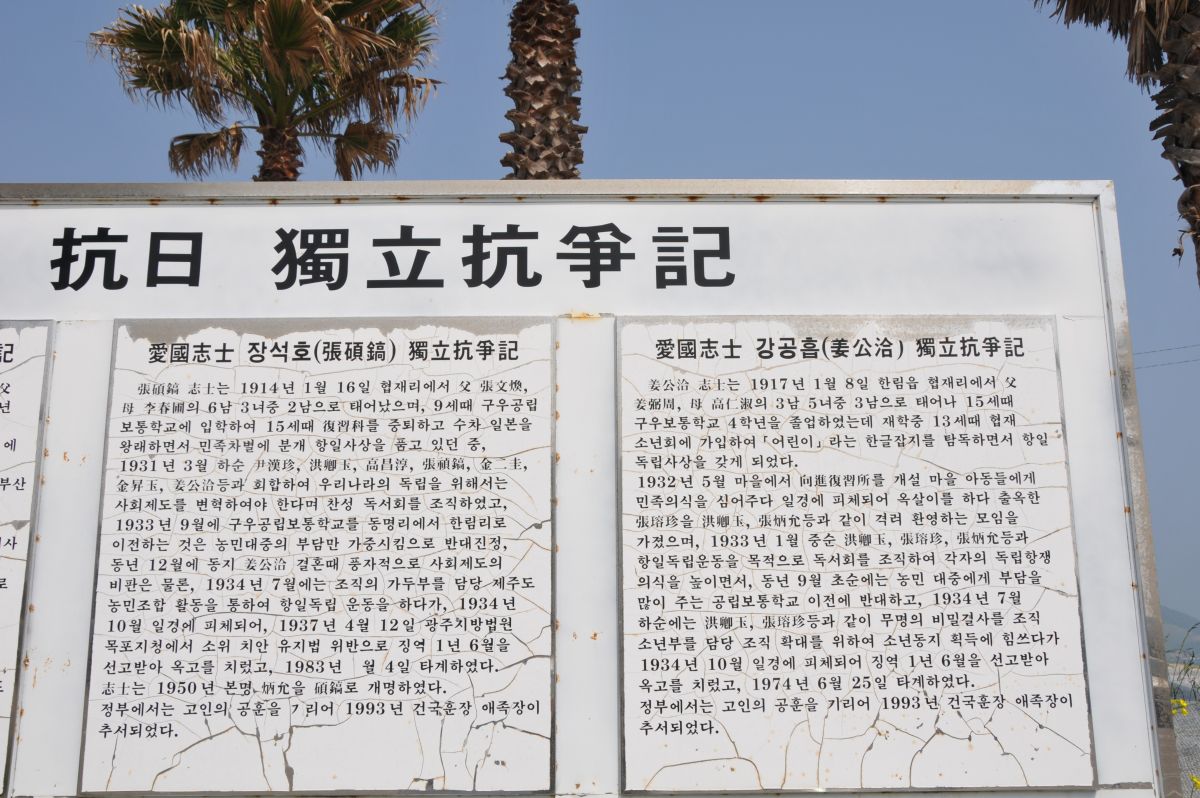 抗日 獨立抗爭記
記
父
년
에
부산
사
로
愛國志士 장석호(張碩鎬) 獨立抗爭記
張碩鎬 志士는 1914년 1월 16일 협재리에서 父 張文煥,
母 李春圃의 6남 3녀중 2남으로 태어났으며, 9세때 구우공립
보통학교에 입학하여 15세때 復習科를 중퇴하고 수차 일본을
왕래하면서 민족차별에 분개 항일사상을 품고 있던 중,
1931년 3월 하순 尹漢珍, 洪卿玉, 高昌淳, 張碩鎬, 金二圭,
金昇玉, 姜公洽등과 회합하여 우리나라의 독립을 위해서는
사회제도를 변혁하여야 한다며 찬성 독서회를 조직하였고,
1933년 9월에 구우공립보통학교를 동명리에서 한림리로
이전하는 것은 농민대중의 부담만 가중시킴으로 반대진정,
동년 12월에 동지 姜公洽 결혼때 풍자적으로 사회제도의
비판은 물론, 1934년 7월에는 조직의 가두부를 담당 제주도
농민조합 활동을 통하여 항일독립 운동을 하다가, 1934년
10월 일경에 피체되어, 1937년 4월 12일 광주지방법원
목포지청에서 소위 치안 유지법 위반으로 징역 1년 6월을
선고받아 옥고를 치렀고, 1983년 월 4일 타계하였다.
志士는 1950년 본명 炳允을 碩鎬로 개명하였다.
정부에서는 고인의 공훈을 기리어 1993년 건국훈장 애족장이
추서되었다.
愛國志士 강공흡(姜公洽) 獨立抗爭記
姜公洽 志士는 1917년 1월 8일 한림읍 협재리에서 父
姜弼周, 母 高仁淑의 3남 5녀중 3남으로 태어나 15세때
구우보통학교 4학년을 졸업하였는데 재학중 13세때 협재
소년회에 가입하여 「어린이」라는 한글잡지를 탐독하면서 항일
독립사상을 갖게 되었다.
1932년 5월 마을에서 向進復習所를 개설 마을 아동들에게
민족의식을 심어주다 일경에 피체되어 옥살이를 하다 출옥한
張瑢珍을 洪卿玉, 張炳允등과 같이 격려 환영하는 모임을
가졌으며, 1933년 1월 중순 洪卿玉, 張瑢珍, 張炳允등과
항일독립운동을 목적으로 독서회를 조직하여 각자의 독립항쟁
의식을 높이면서, 동년 9월 초순에는 농민 대중에게 부담을
많이 주는 공립보통학교 이전에 반대하고, 1934년 7월
하순에는 洪卿玉, 張瑢珍등과 같이 무명의 비밀결사를 조직
소년부를 담당 조직 확대를 위하여 소년동지 획득에 힘쓰다가
1934년 10월 일경에 피체되어 징역 1년 6월을 선고받아
옥고를 치렀고, 1974년 6월 25일 타계하였다.
정부에서는 고인의 공훈을 기리어 1993년 건국훈장 애족장이
추서되었다.